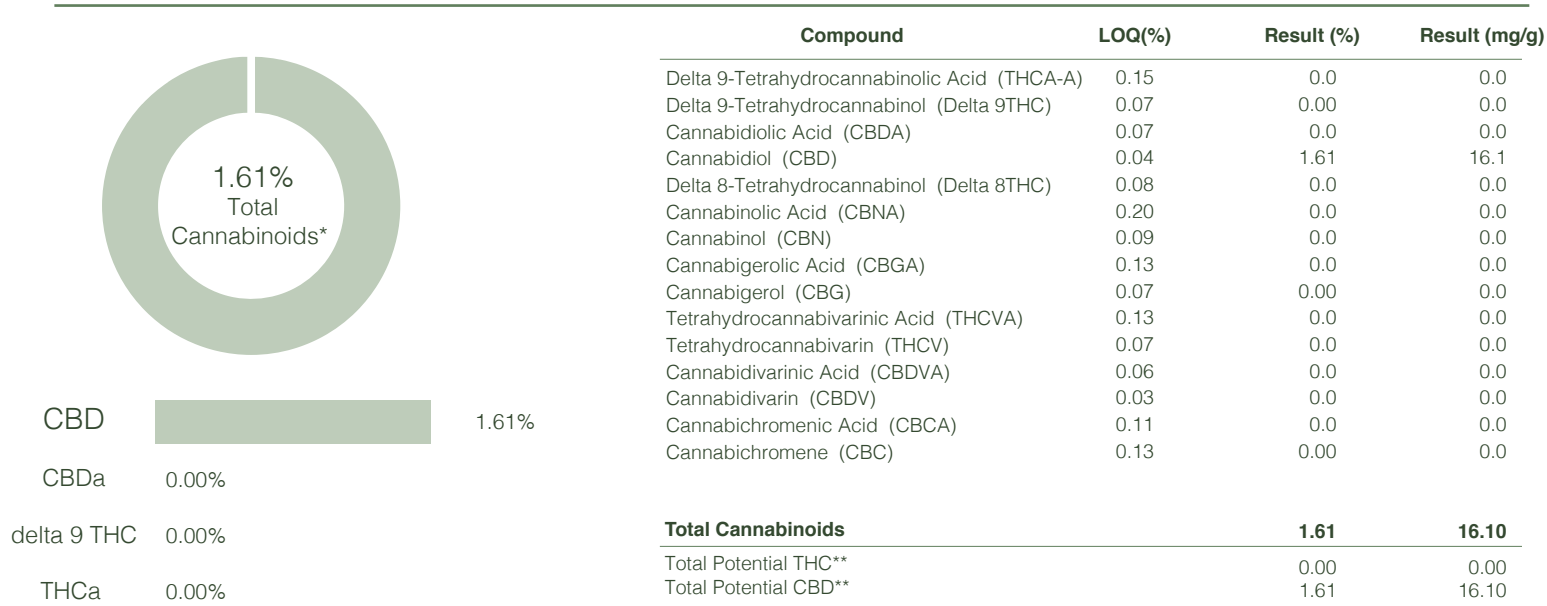 1.61%
Total
Cannabinoids*
CBD 1.61%
CBDa 0.00%
delta 9 THC 0.00%
THCa 0.00%
Compound LOQ(%) Result (%) Result (mg/g)
Delta 9-Tetrahydrocannabinolic Acid (THCA-A) 0.15 0.0 0.0
Delta 9-Tetrahydrocannabinol (Delta 9THC) 0.07 0.00 0.0
Cannabidiolic Acid (CBDA) 0.07 0.0 0.0
Cannabidiol (CBD) 0.04 1.61 16.1
Delta 8-Tetrahydrocannabinol (Delta 8THC) 0.08 0.0 0.0
Cannabinolic Acid (CBNA) 0.20 0.0 0.0
Cannabinol (CBN) 0.09 0.0 0.0
Cannabigerolic Acid (CBGA) 0.13 0.0 0.0
Cannabigerol (CBG) 0.07 0.00 0.0
Tetrahydrocannabivarinic Acid (THCVA) 0.13 0.0 0.0
Tetrahydrocannabivarin (THCV) 0.07 0.0 0.0
Cannabidivarinic Acid (CBDVA) 0.06 0.0 0.0
Cannabidivarin (CBDV) 0.03 0.0 0.0
Cannabichromenic Acid (CBCA) 0.11 0.0 0.0
Cannabichromene (CBC) 0.13 0.00 0.0
Total Cannabinoids 1.61 16.10
Total Potential THC** 0.00 0.00
Total Potential CBD** 1.61 16.10